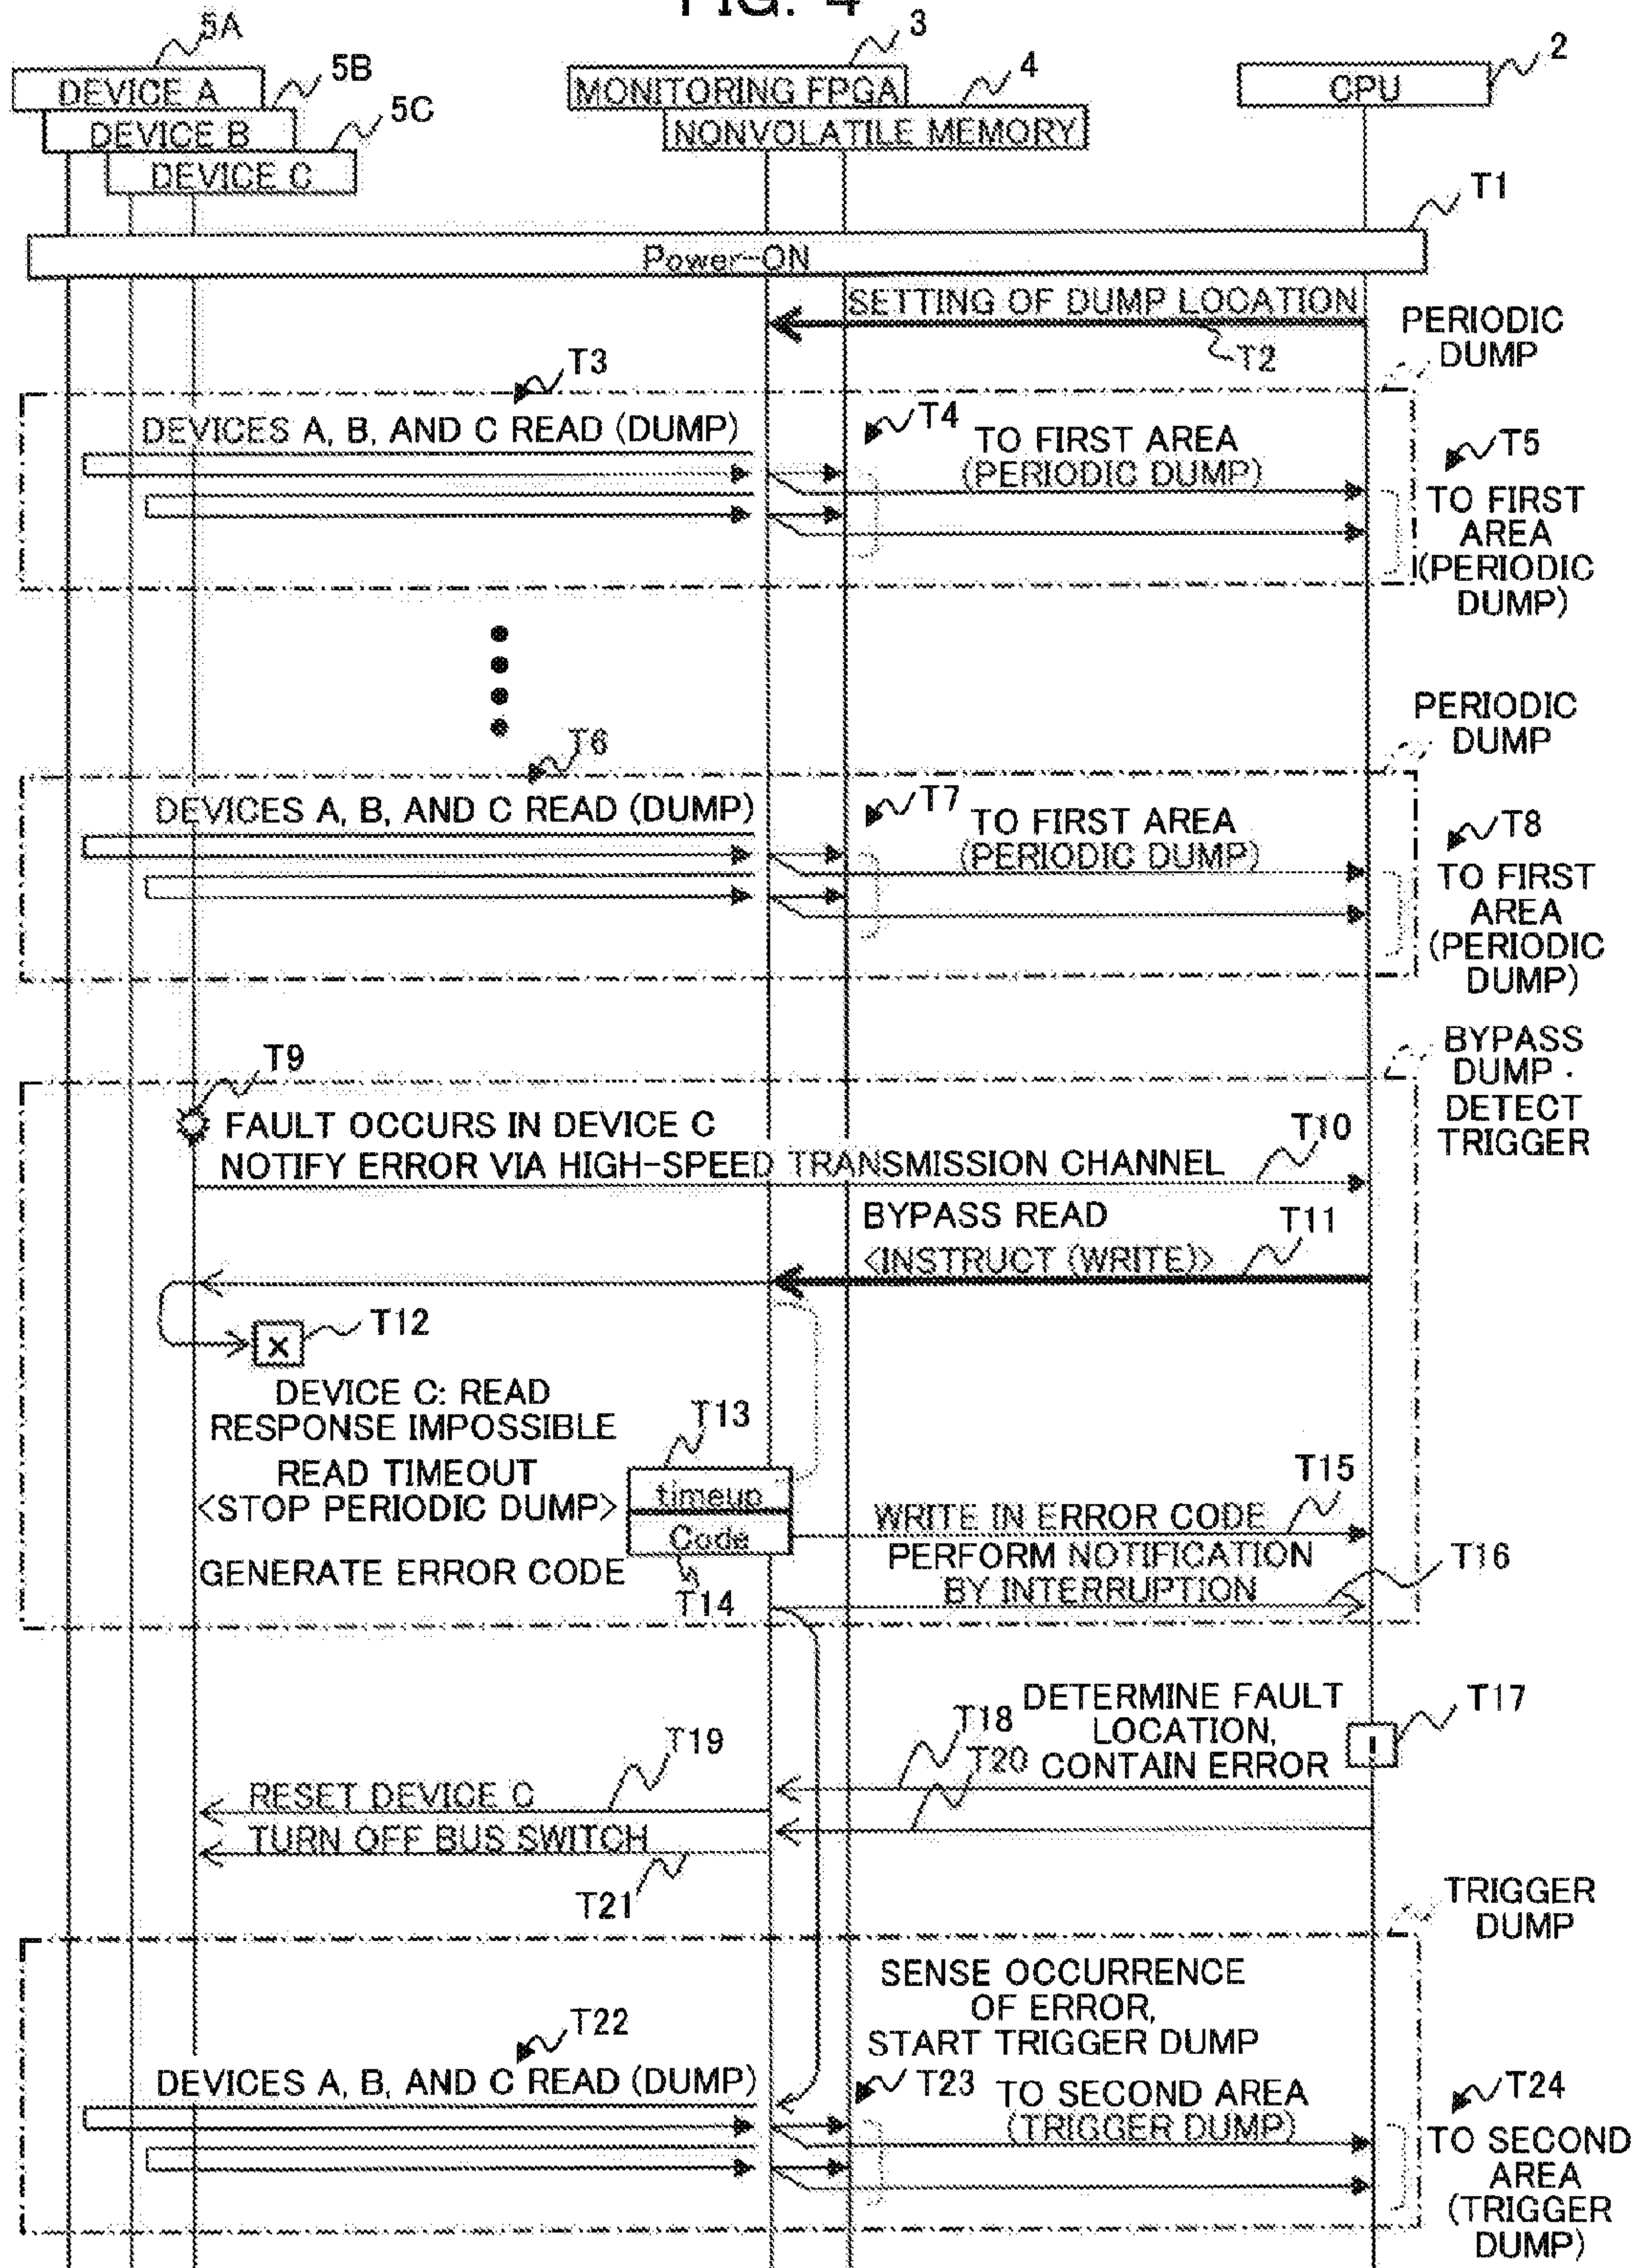 FIG. 4
5A
3
2
DEVICE A
5B
MONITORING FPGA
4
CPU
DEVICE B
5C
NONVOLATILE MEMORY
DEVICE C
T1
Power-ON
SETTING OF DUMP LOCATION
T2
PERIODIC
DUMP
T3
DEVICES A, B, AND C READ (DUMP)
T4
TO FIRST AREA
(PERIODIC DUMP)
T5
TO FIRST
AREA
(PERIODIC
DUMP)
PERIODIC
DUMP
T6
DEVICES A, B, AND C READ (DUMP)
T7
TO FIRST AREA
(PERIODIC DUMP)
T8
TO FIRST
AREA
(PERIODIC
DUMP)
BYPASS
DUMP ·
DETECT
TRIGGER
T9
FAULT OCCURS IN DEVICE C
T10
NOTIFY ERROR VIA HIGH-SPEED TRANSMISSION CHANNEL
BYPASS READ
T11
<INSTRUCT (WRITE)>
T12
X
DEVICE C: READ
RESPONSE IMPOSSIBLE
T13
READ TIMEOUT
<STOP PERIODIC DUMP>
timeup
T15
WRITE IN ERROR CODE
Code
GENERATE ERROR CODE
T14
PERFORM NOTIFICATION
BY INTERRUPTION
T16
DETERMINE FAULT
LOCATION,
CONTAIN ERROR
T17
I
T18
T19
T20
RESET DEVICE C
TURN OFF BUS SWITCH
T21
TRIGGER
DUMP
SENSE OCCURRENCE
OF ERROR,
START TRIGGER DUMP
T22
DEVICES A, B, AND C READ (DUMP)
T23
TO SECOND AREA
(TRIGGER DUMP)
T24
TO SECOND
AREA
(TRIGGER
DUMP)